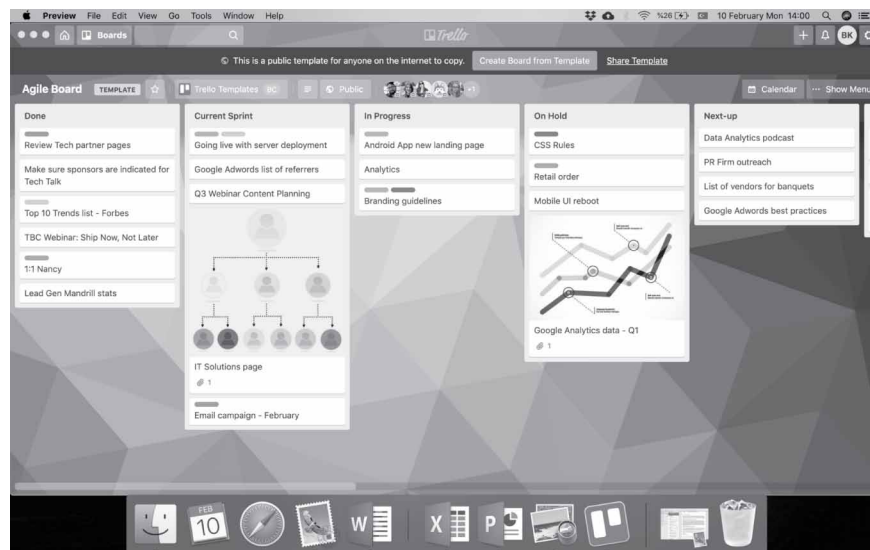 Preview File Edit View Go Tools Window Help
%26 10 February Mon 14:00
Boards
Trello
BK
This is a public template for anyone on the internet to copy. Create Board from Template Share Template
Agile Board TEMPLATE Trello Templates BC Public +1 Calendar ··· Show Menu
Done
Review Tech partner pages
Make sure sponsors are indicated for
Tech Talk
Top 10 Trends list - Forbes
TBC Webinar: Ship Now, Not Later
1:1 Nancy
Lead Gen Mandrill stats
Current Sprint
Going live with server deployment
Google Adwords list of referrers
Q3 Webinar Content Planning
IT Solutions page
1
Email campaign - February
In Progress
Android App new landing page
Analytics
Branding guidelines
On Hold
CSS Rules
Retail order
Mobile UI reboot
Google Analytics data - Q1
1
Next-up
Data Analytics podcast
PR Firm outreach
List of vendors for banquets
Google Adwords best practices
FEB
10
W
X
P